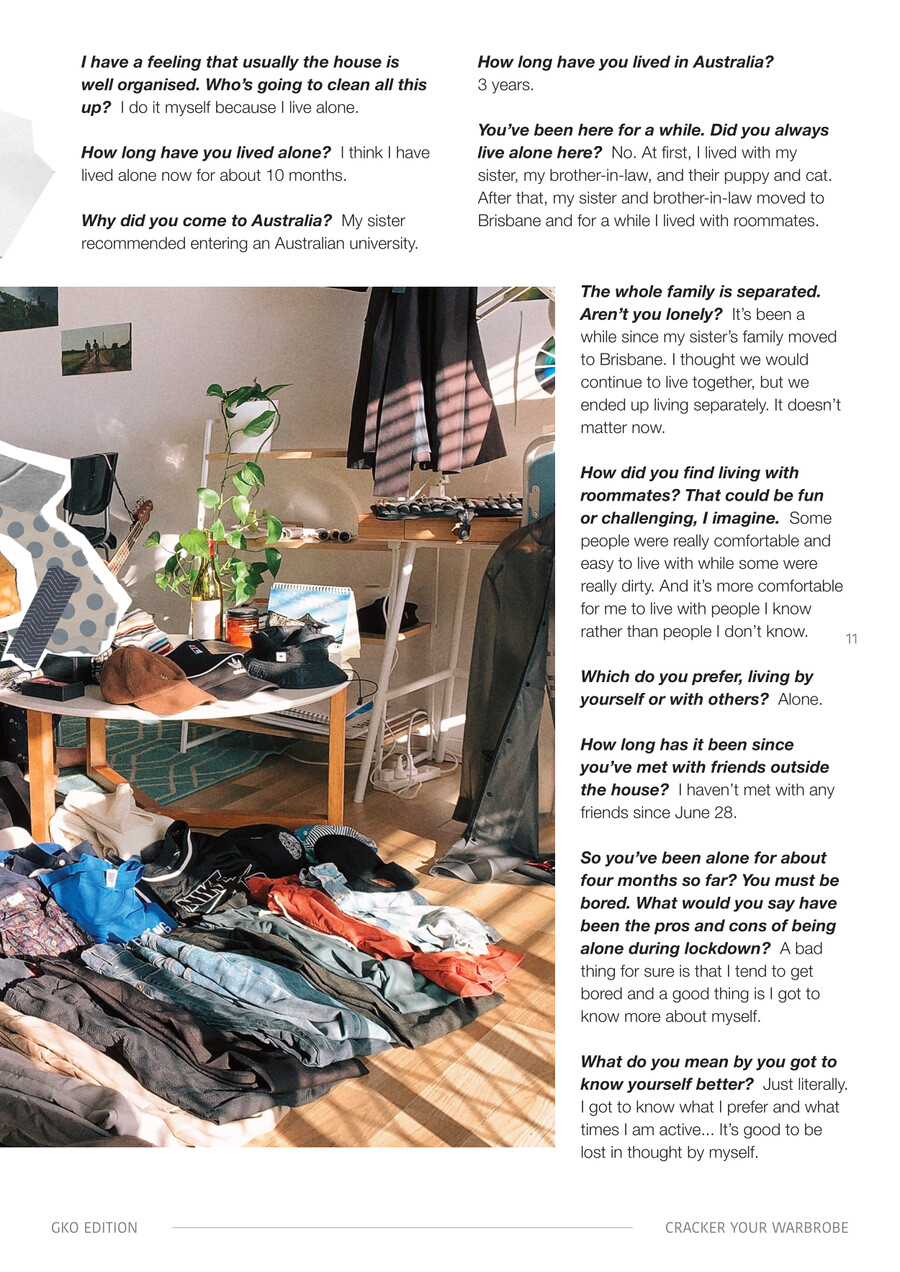 I have a feeling that usually the house is
well organised. Who’s going to clean all this
up?  I do it myself because I live alone.
How long have you lived alone?  I think I have
lived alone now for about 10 months.
Why did you come to Australia?  My sister
recommended entering an Australian university.
How long have you lived in Australia?
3 years.
You’ve been here for a while. Did you always
live alone here?  No. At first, I lived with my
sister, my brother-in-law, and their puppy and cat.
After that, my sister and brother-in-law moved to
Brisbane and for a while I lived with roommates.
The whole family is separated.
Aren’t you lonely?  It’s been a
while since my sister’s family moved
to Brisbane. I thought we would
continue to live together, but we
ended up living separately. It doesn’t
matter now.
How did you find living with
roommates? That could be fun
or challenging, I imagine.  Some
people were really comfortable and
easy to live with while some were
really dirty. And it’s more comfortable
for me to live with people I know
rather than people I don’t know.
11
Which do you prefer, living by
yourself or with others?  Alone.
How long has it been since
you’ve met with friends outside
the house?  I haven’t met with any
friends since June 28.
So you’ve been alone for about
four months so far? You must be
bored. What would you say have
been the pros and cons of being
alone during lockdown?  A bad
thing for sure is that I tend to get
bored and a good thing is I got to
know more about myself.
What do you mean by you got to
know yourself better?  Just literally.
I got to know what I prefer and what
times I am active... It’s good to be
lost in thought by myself.
NIKE
GKO EDITION
CRACKER YOUR WARBROBE